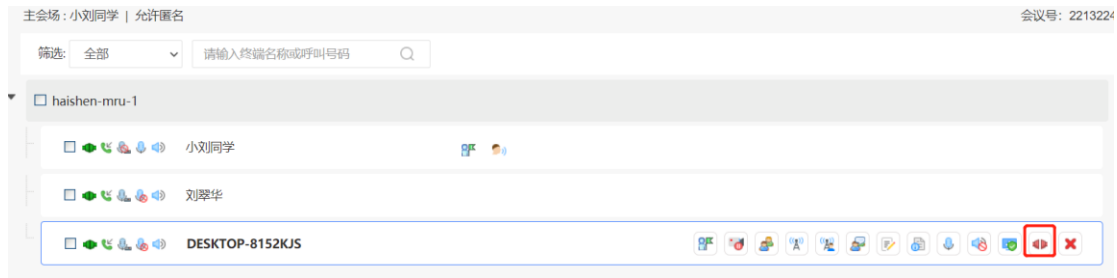 主会场 : 小刘同学 | 允许匿名
会议号：2213224
筛选: 全部 请输入终端名称或呼叫号码
haishen-mru-1
小刘同学
刘翠华
DESKTOP-8152KJS